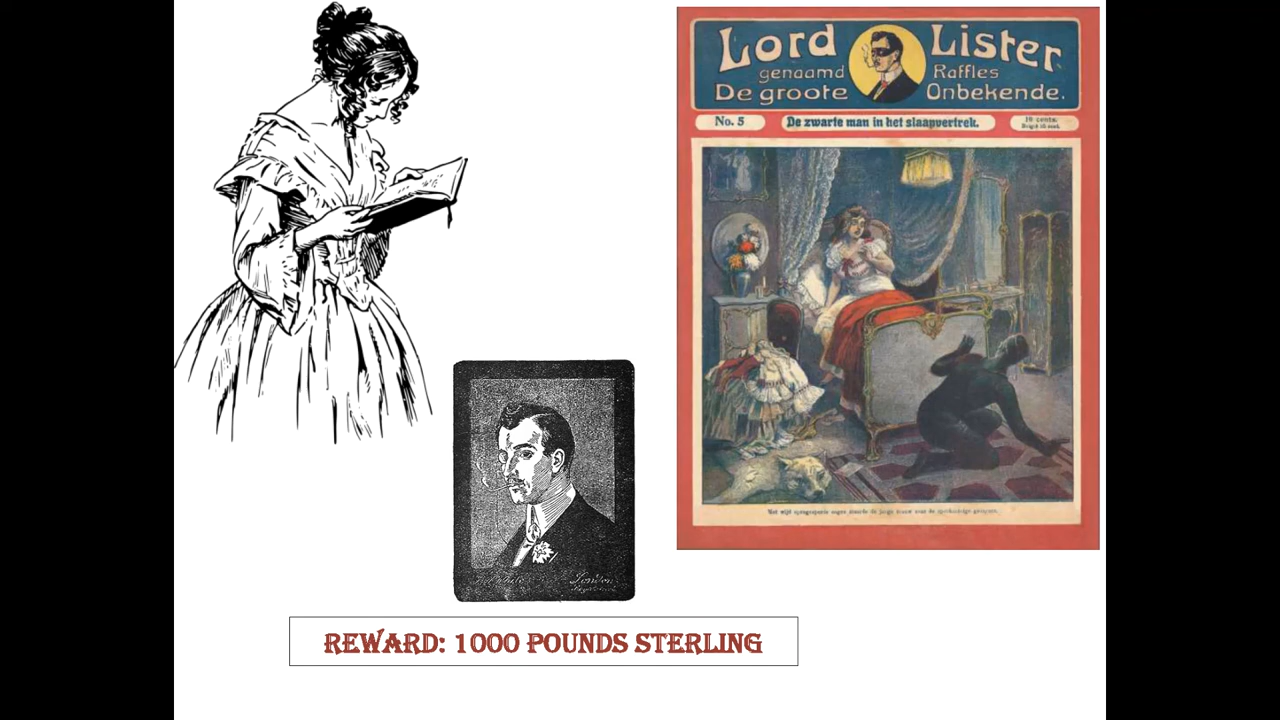 Lord Lister
genaamd Raffles
De groote Onbekende.
No. 5
De zwarte man in het slaapvertrek.
10 cents.
London
REWARD: 1000 POUNDS STERLING